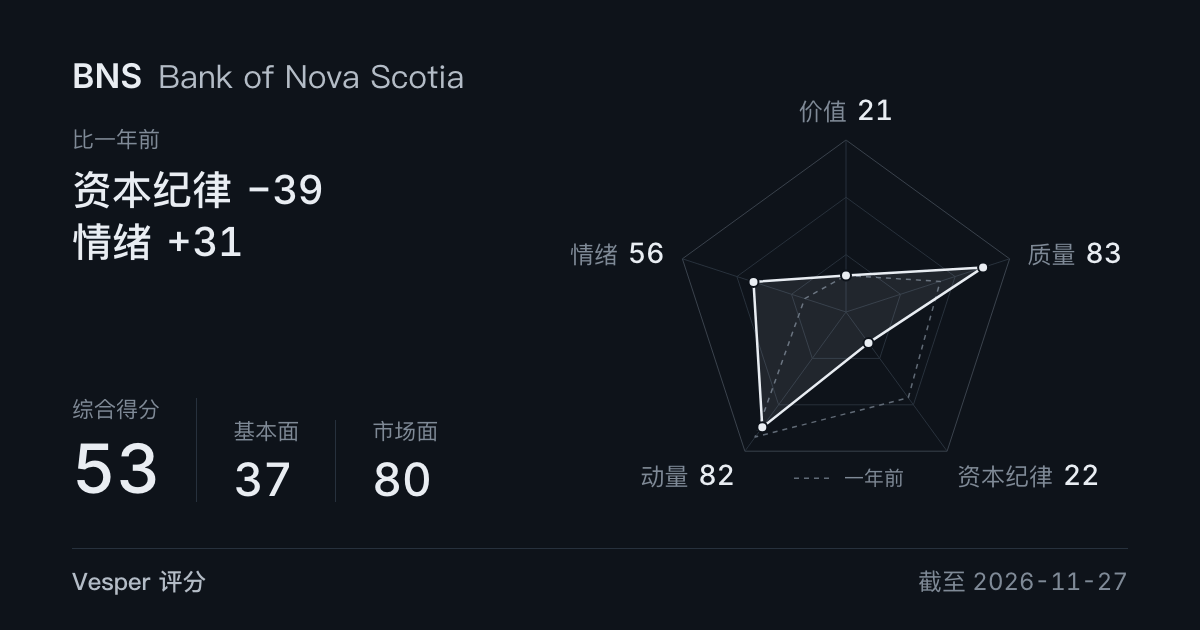 BNS Bank of Nova Scotia
比一年前
资本纪律 −39
情绪 +31
综合得分
53
基本面
37
市场面
80
价值 21
质量 83
资本纪律 22
动量 82
情绪 56
一年前
Vesper 评分
截至 2026-11-27